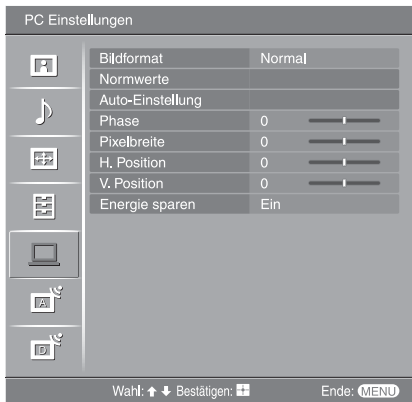 PC Einstellungen
Bildformat Normal
Normwerte
Auto-Einstellung
Phase 0
Pixelbreite 0
H. Position 0
V. Position 0
Energie sparen Ein
A
D
Wahl: Bestätigen: Ende: MENU